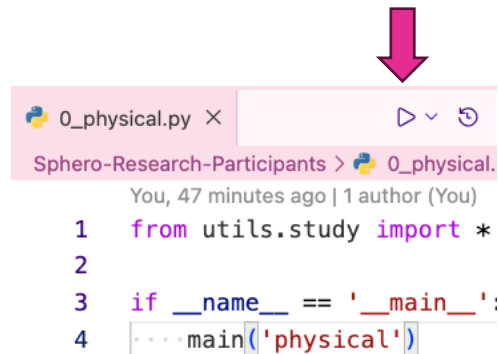 0_physical.py
Sphero-Research-Participants > 0_physical.
You, 47 minutes ago | 1 author (You)
1 from utils.study import *
2
3 if __name__ == '__main__':
4 ····main('physical')